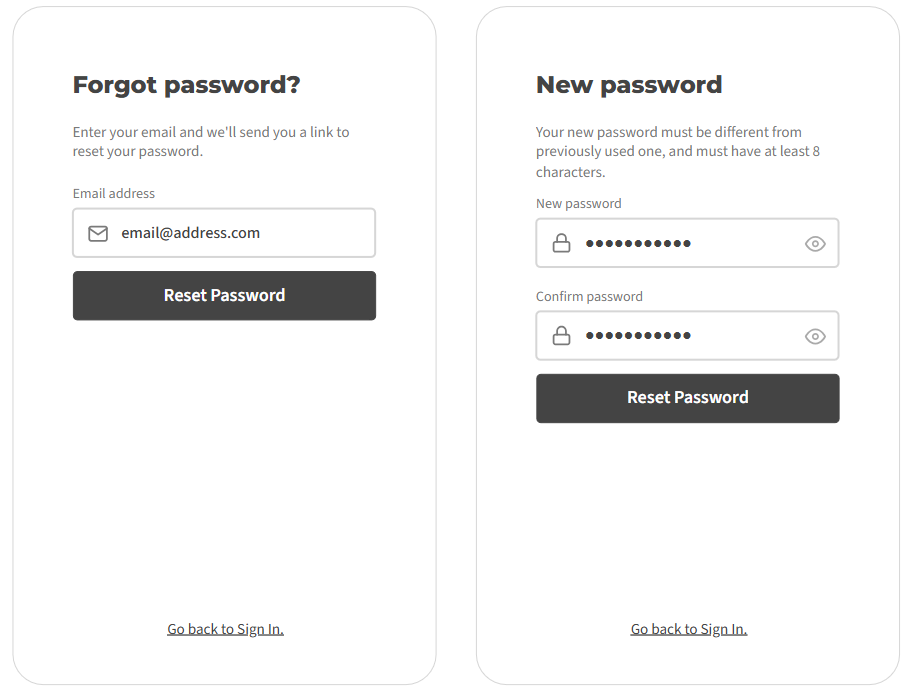 Forgot password?
Enter your email and we'll send you a link to
reset your password.
Email address
email@address.com
Reset Password
Go back to Sign In.
New password
Your new password must be different from
previously used one, and must have at least 8
characters.
New password
•••••••••••
Confirm password
•••••••••••
Reset Password
Go back to Sign In.